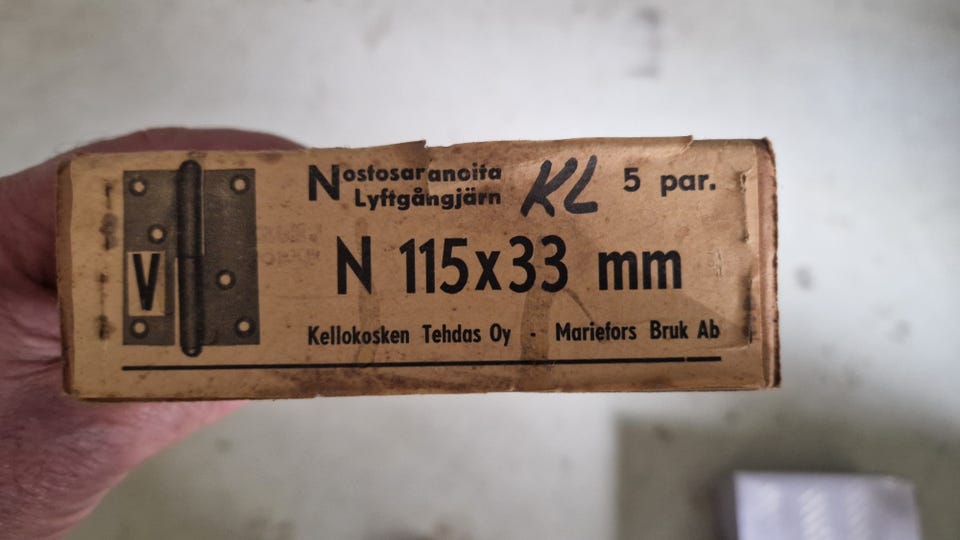 Nostosaranoita
Lyftgångjärn
KL
5 par.
V
N 115x33 mm
Kellokosken Tehdas Oy - Mariefors Bruk Ab